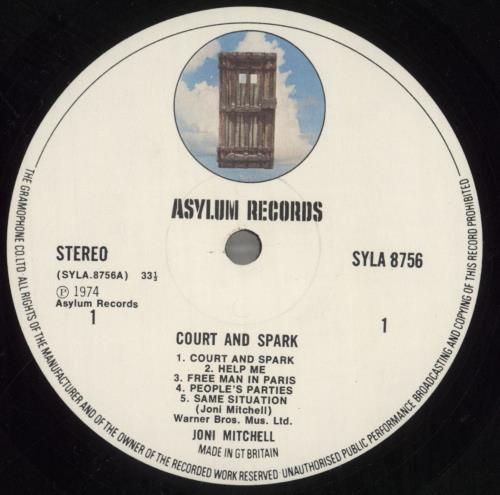 ASYLUM RECORDS
STEREO
(SYLA.8756A) 33⅓
Ⓟ 1974
Asylum Records
1
SYLA 8756
1
COURT AND SPARK
1. COURT AND SPARK
2. HELP ME
3. FREE MAN IN PARIS
4. PEOPLE'S PARTIES
5. SAME SITUATION
(Joni Mitchell)
Warner Bros. Mus. Ltd.
JONI MITCHELL
MADE IN GT BRITAIN
THE GRAMOPHONE CO. LTD. ALL RIGHTS OF THE MANUFACTURER AND OF THE OWNER OF THE RECORDED WORK RESERVED · UNAUTHORISED PUBLIC PERFORMANCE BROADCASTING AND COPYING OF THIS RECORD PROHIBITED